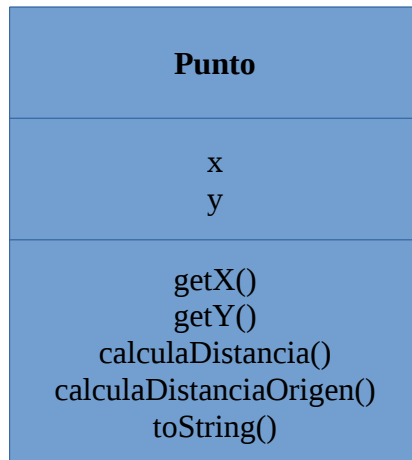 Punto
x
y
getX()
getY()
calculaDistancia()
calculaDistanciaOrigen()
toString()